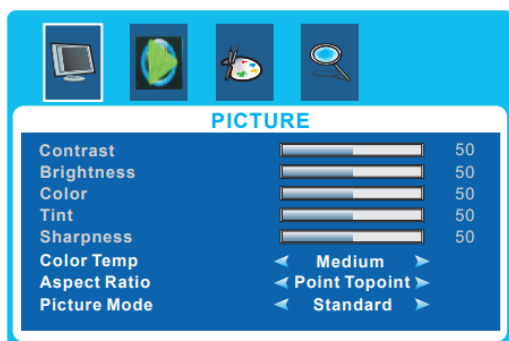 PICTURE
Contrast 50
Brightness 50
Color 50
Tint 50
Sharpness 50
Color Temp Medium
Aspect Ratio Point Topoint
Picture Mode Standard